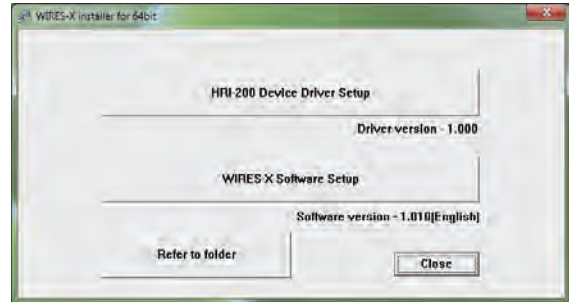 WIRES-X installer for 64bit
HRI-200 Device Driver Setup
Driver version - 1.000
WIRES-X Software Setup
Software version - 1.010[English]
Refer to folder
Close